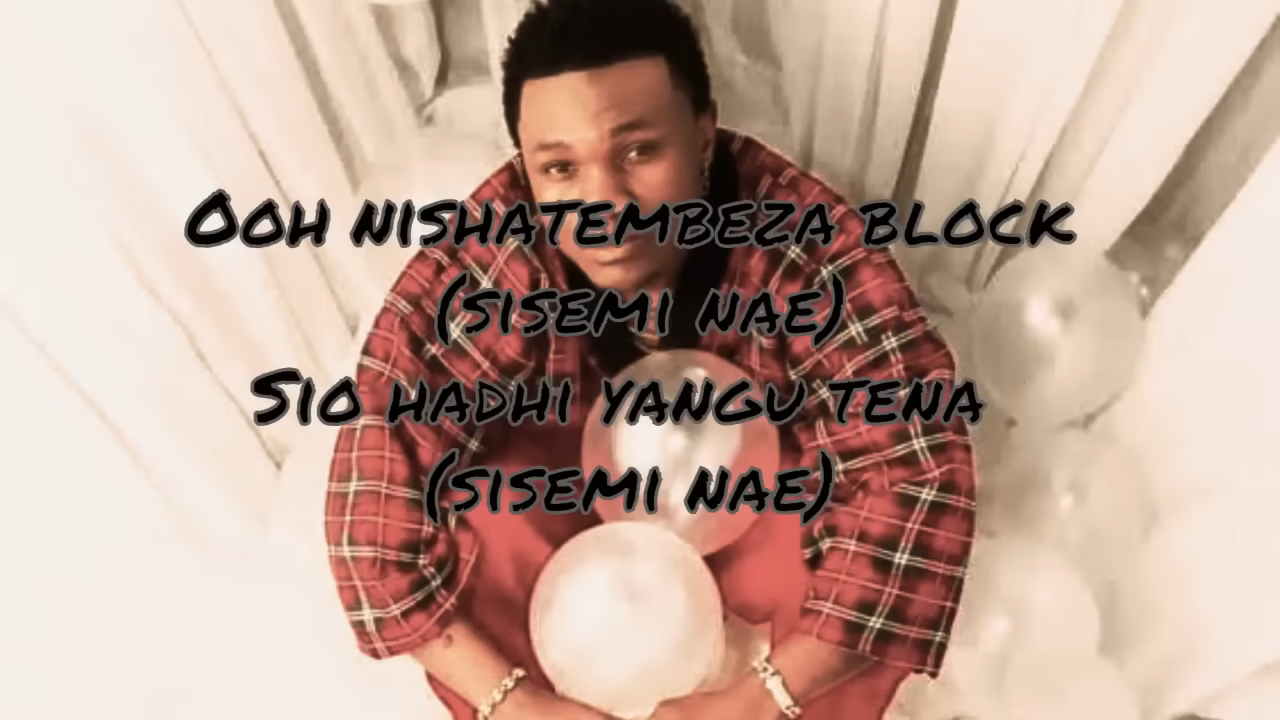 Ooh nishatembeza block
(sisemi nae)
Sio hadhi yangu tena
(sisemi nae)